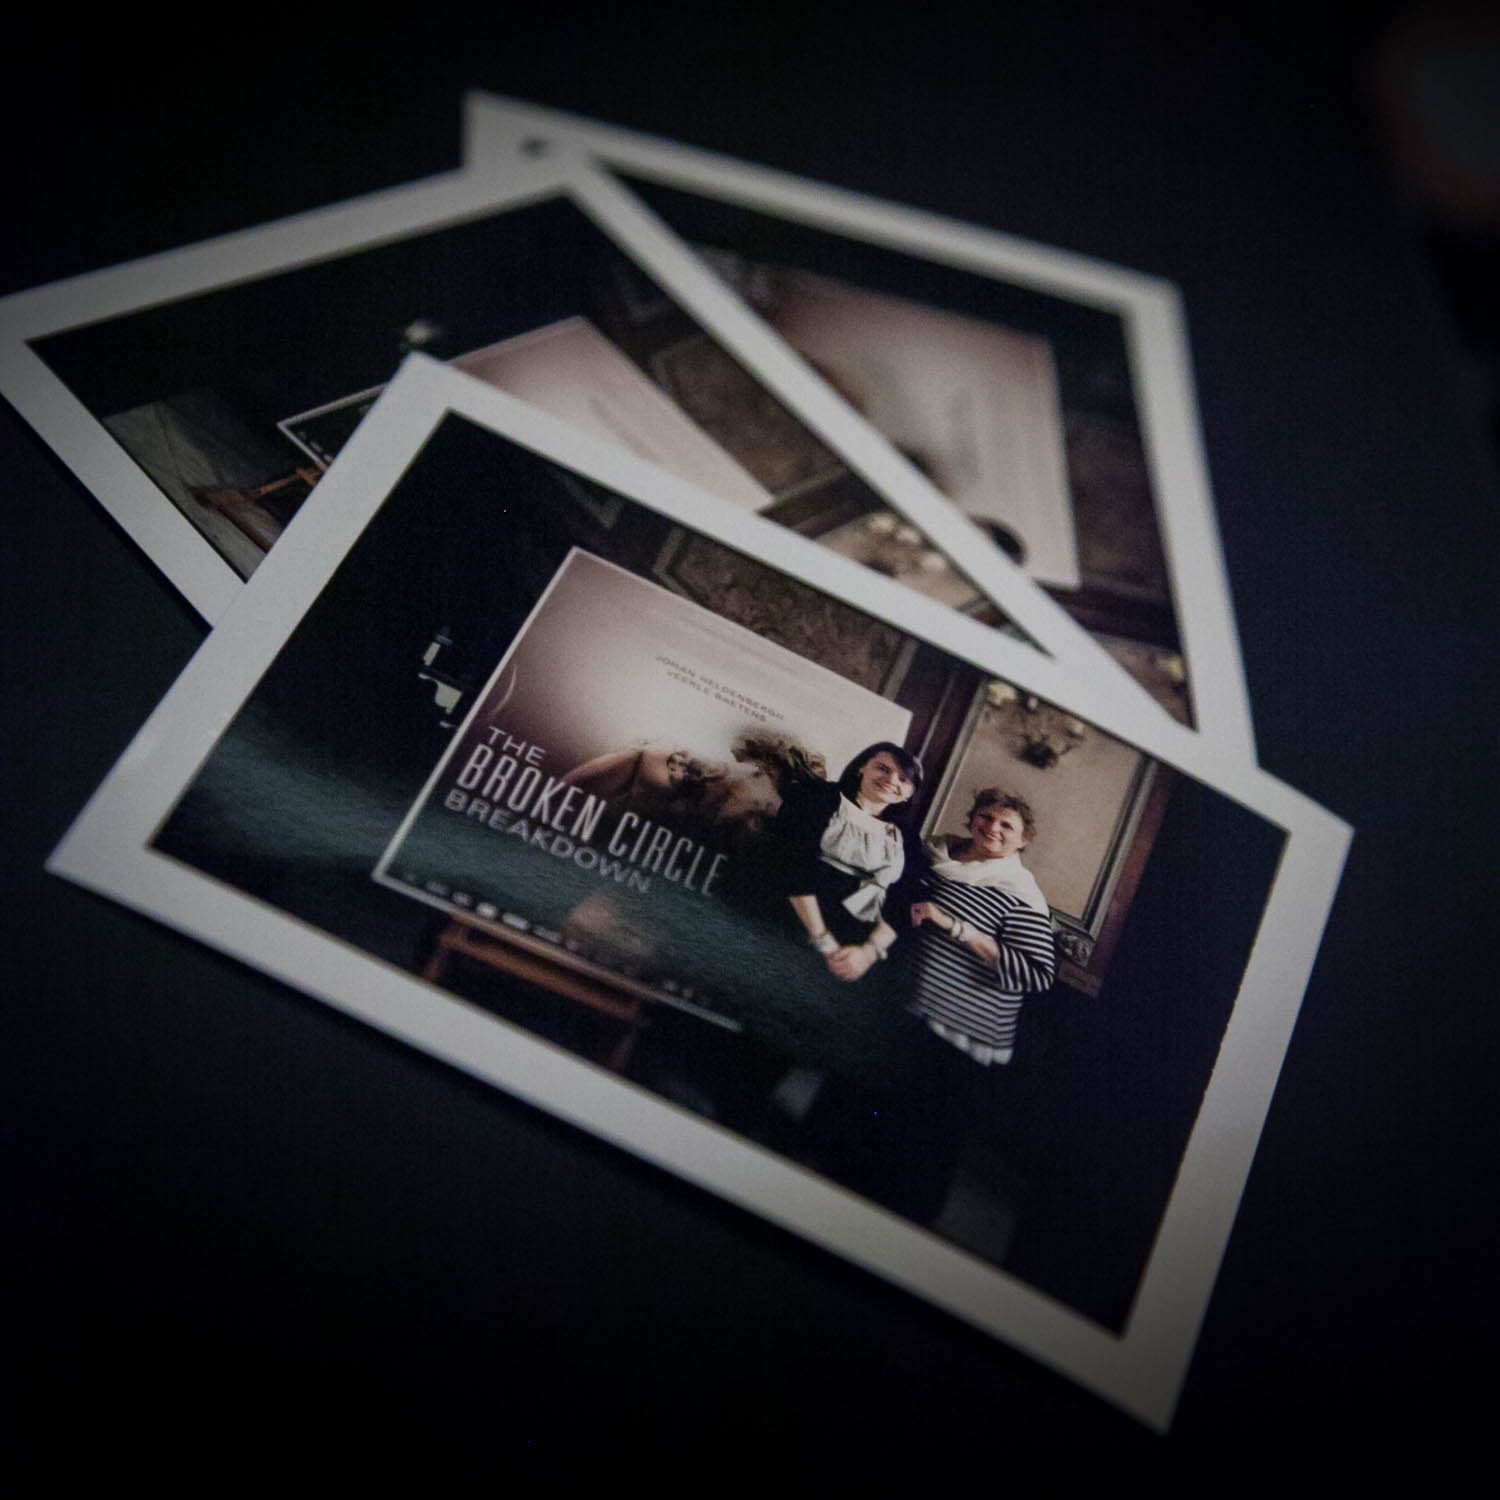 JOHAN HELDENBERGH
VEERLE BAETENS
THE
BROKEN CIRCLE
BREAKDOWN